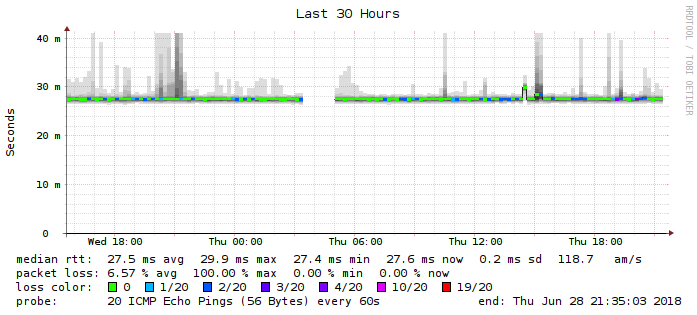 Last 30 Hours
RRDTOOL / TOBI OETIKER
Seconds
40 m
30 m
20 m
10 m
0
Wed 18:00 Thu 00:00 Thu 06:00 Thu 12:00 Thu 18:00
median rtt: 27.5 ms avg 29.9 ms max 27.4 ms min 27.6 ms now 0.2 ms sd 118.7 am/s
packet loss: 6.57 % avg 100.00 % max 0.00 % min 0.00 % now
loss color: 0 1/20 2/20 3/20 4/20 10/20 19/20
probe: 20 ICMP Echo Pings (56 Bytes) every 60s end: Thu Jun 28 21:35:03 2018